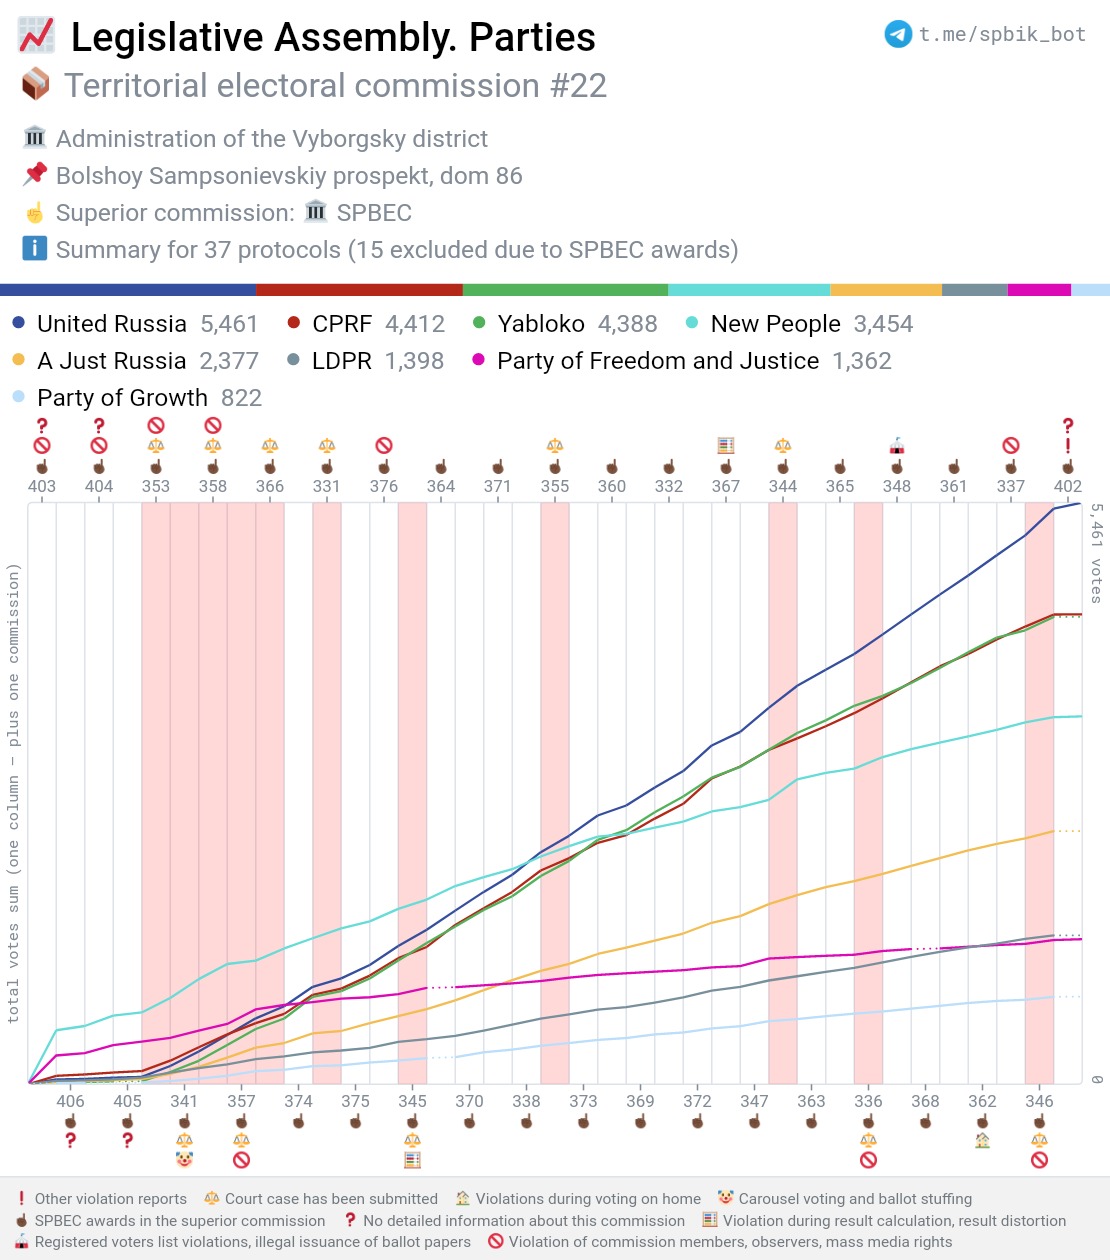 Legislative Assembly. Parties
t.me/spbik_bot
Territorial electoral commission #22
Administration of the Vyborgsky district
Bolshoy Sampsonievskiy prospekt, dom 86
Superior commission: SPBEC
Summary for 37 protocols (15 excluded due to SPBEC awards)
United Russia 5,461 CPRF 4,412 Yabloko 4,388 New People 3,454
A Just Russia 2,377 LDPR 1,398 Party of Freedom and Justice 1,362
Party of Growth 822
403 404 353 358 366 331 376 364 371 355 360 332 367 344 365 348 361 337 402
5,461 votes
total votes sum (one column – plus one commission)
0
406 405 341 357 374 375 345 370 338 373 369 372 347 363 336 368 362 346
Other violation reports Court case has been submitted Violations during voting on home Carousel voting and ballot stuffing
SPBEC awards in the superior commission No detailed information about this commission Violation during result calculation, result distortion
Registered voters list violations, illegal issuance of ballot papers Violation of commission members, observers, mass media rights